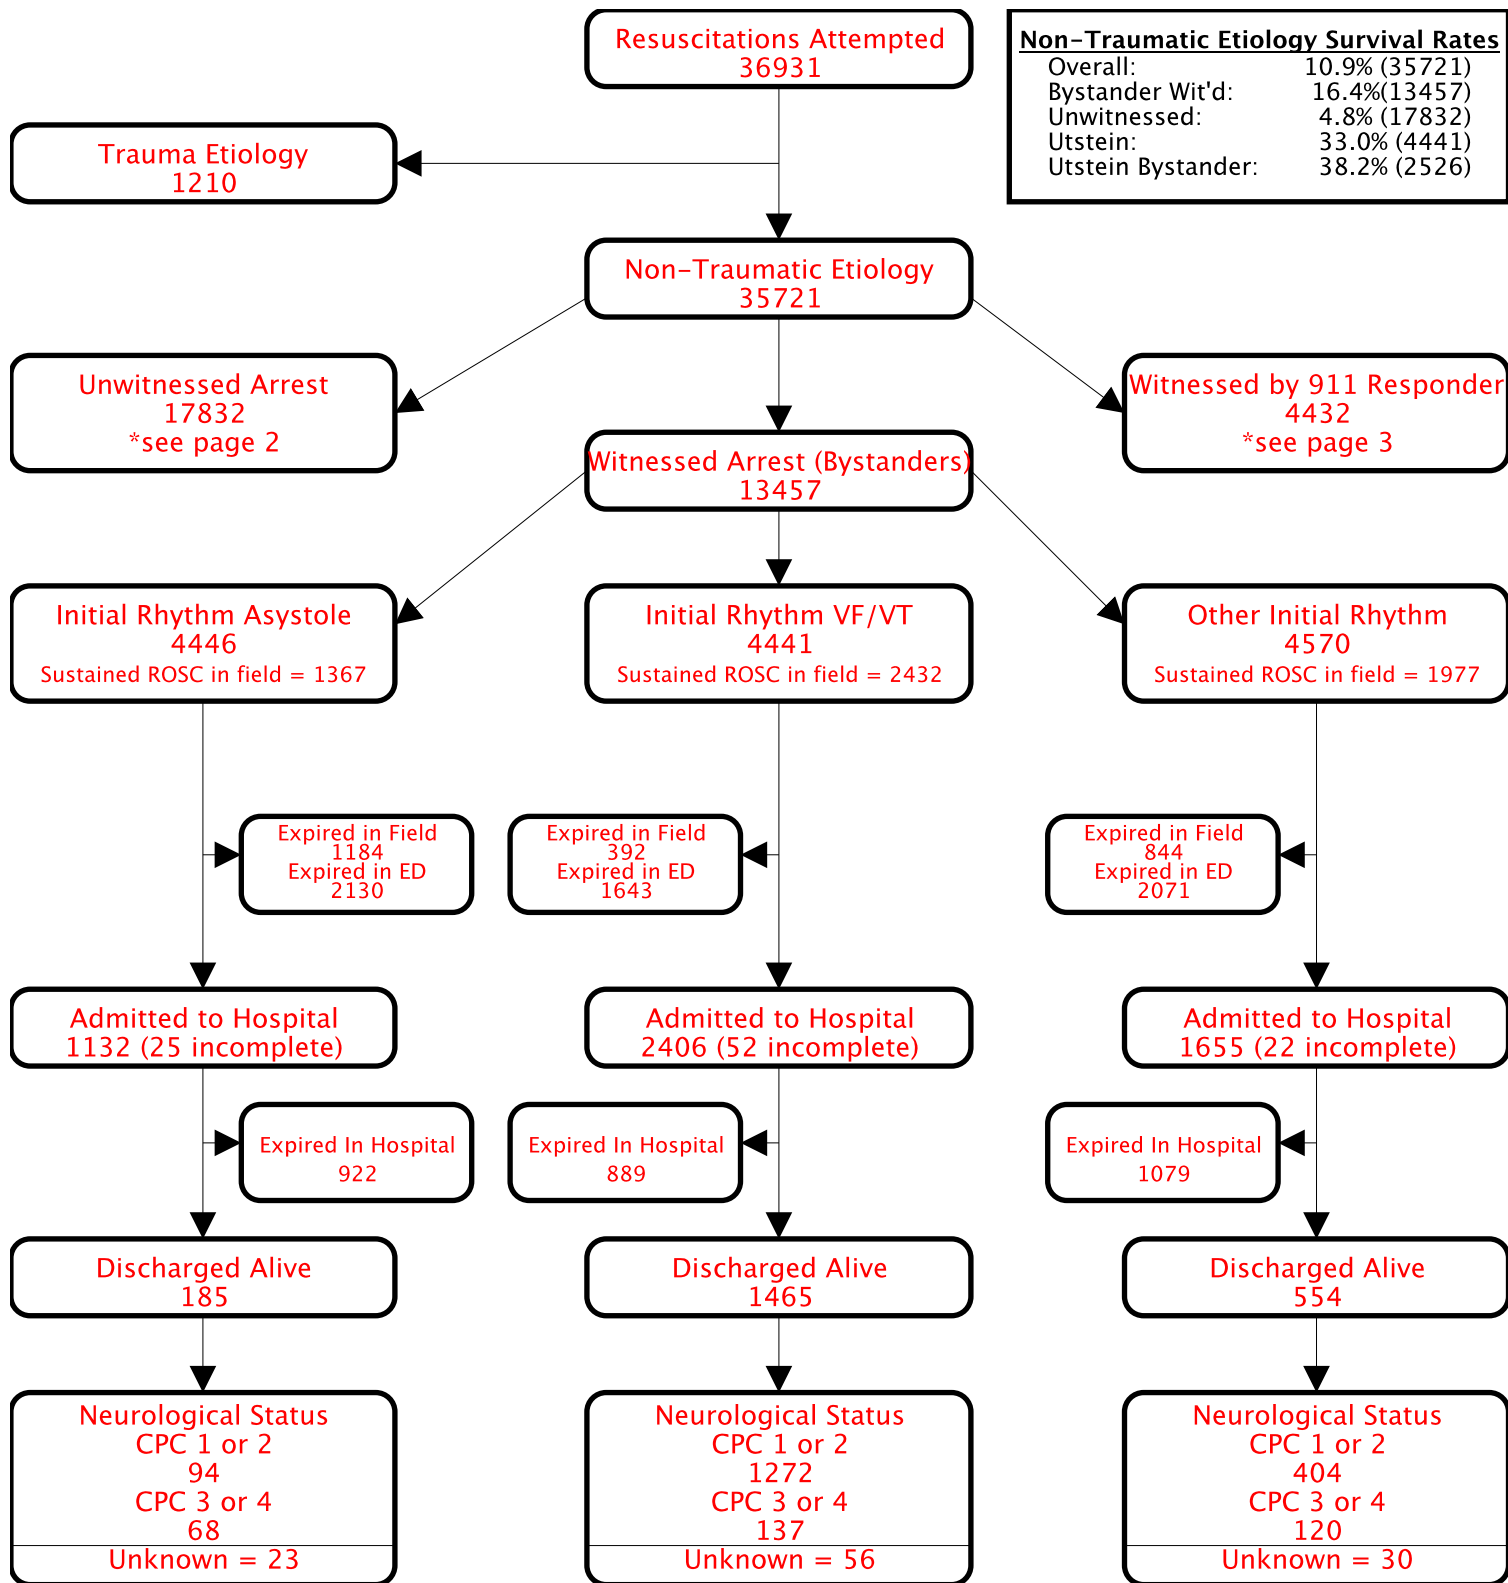 Resuscitations Attempted
36931
Non-Traumatic Etiology Survival Rates
Overall: 10.9% (35721)
Bystander Wit'd: 16.4%(13457)
Unwitnessed: 4.8% (17832)
Utstein: 33.0% (4441)
Utstein Bystander: 38.2% (2526)
Trauma Etiology
1210
Non-Traumatic Etiology
35721
Unwitnessed Arrest
17832
*see page 2
Witnessed by 911 Responder
4432
*see page 3
Witnessed Arrest (Bystanders)
13457
Initial Rhythm Asystole
4446
Sustained ROSC in field = 1367
Initial Rhythm VF/VT
4441
Sustained ROSC in field = 2432
Other Initial Rhythm
4570
Sustained ROSC in field = 1977
Expired in Field
1184
Expired in ED
2130
Expired in Field
392
Expired in ED
1643
Expired in Field
844
Expired in ED
2071
Admitted to Hospital
1132 (25 incomplete)
Admitted to Hospital
2406 (52 incomplete)
Admitted to Hospital
1655 (22 incomplete)
Expired In Hospital
922
Expired In Hospital
889
Expired In Hospital
1079
Discharged Alive
185
Discharged Alive
1465
Discharged Alive
554
Neurological Status
CPC 1 or 2
94
CPC 3 or 4
68
Unknown = 23
Neurological Status
CPC 1 or 2
1272
CPC 3 or 4
137
Unknown = 56
Neurological Status
CPC 1 or 2
404
CPC 3 or 4
120
Unknown = 30